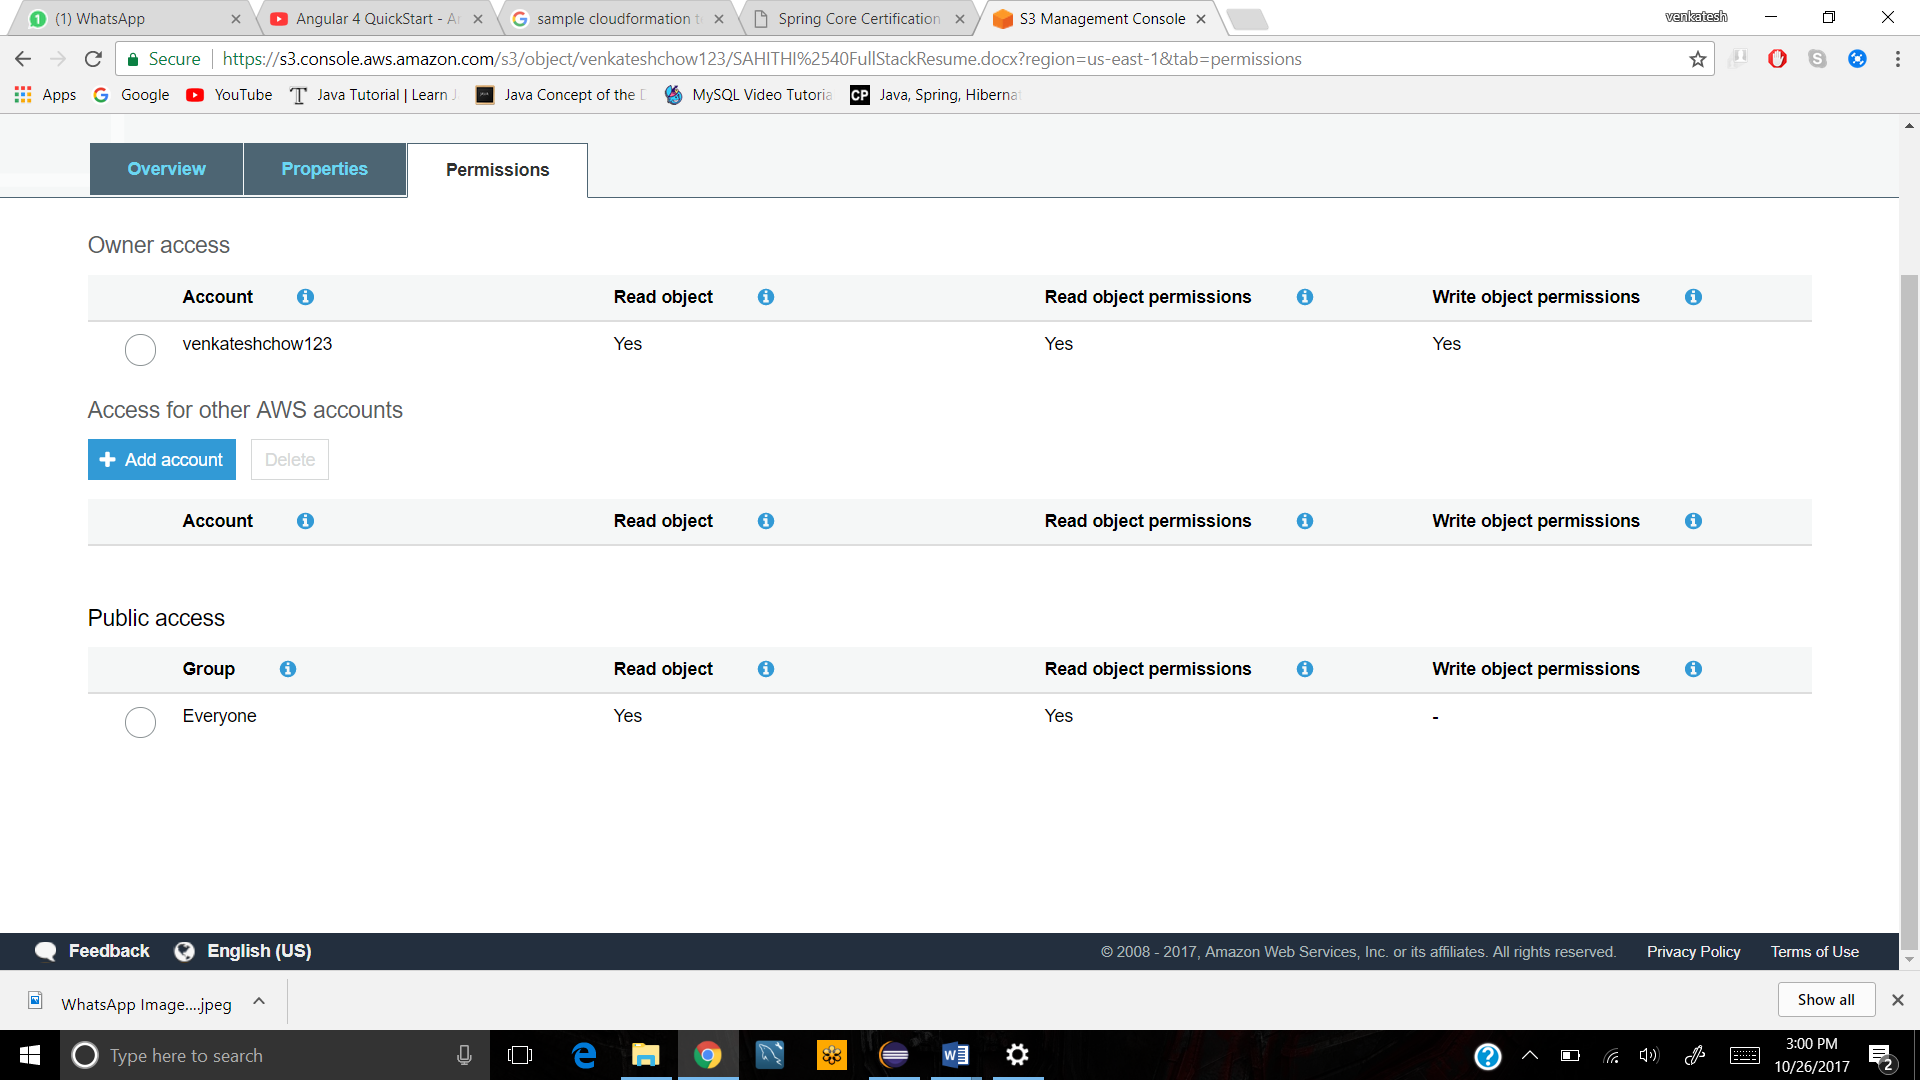 (1) WhatsApp
Angular 4 QuickStart - A
sample cloudformation t
Spring Core Certification
S3 Management Console
venkatesh
Secure
https://s3.console.aws.amazon.com/s3/object/venkateshchow123/SAHITHI%2540FullStackResume.docx?region=us-east-1&tab=permissions
Apps
Google
YouTube
Java Tutorial | Learn J
Java Concept of the D
MySQL Video Tutoria
CP
Java, Spring, Hibernat
Overview
Properties
Permissions
Owner access
Account Read object Read object permissions Write object permissions
venkateshchow123 Yes Yes Yes
Access for other AWS accounts
Add account
Delete
Account Read object Read object permissions Write object permissions
Public access
Group Read object Read object permissions Write object permissions
Everyone Yes Yes -
Feedback
English (US)
© 2008 - 2017, Amazon Web Services, Inc. or its affiliates. All rights reserved.
Privacy Policy
Terms of Use
WhatsApp Image....jpeg
Show all
Type here to search
3:00 PM
10/26/2017
2